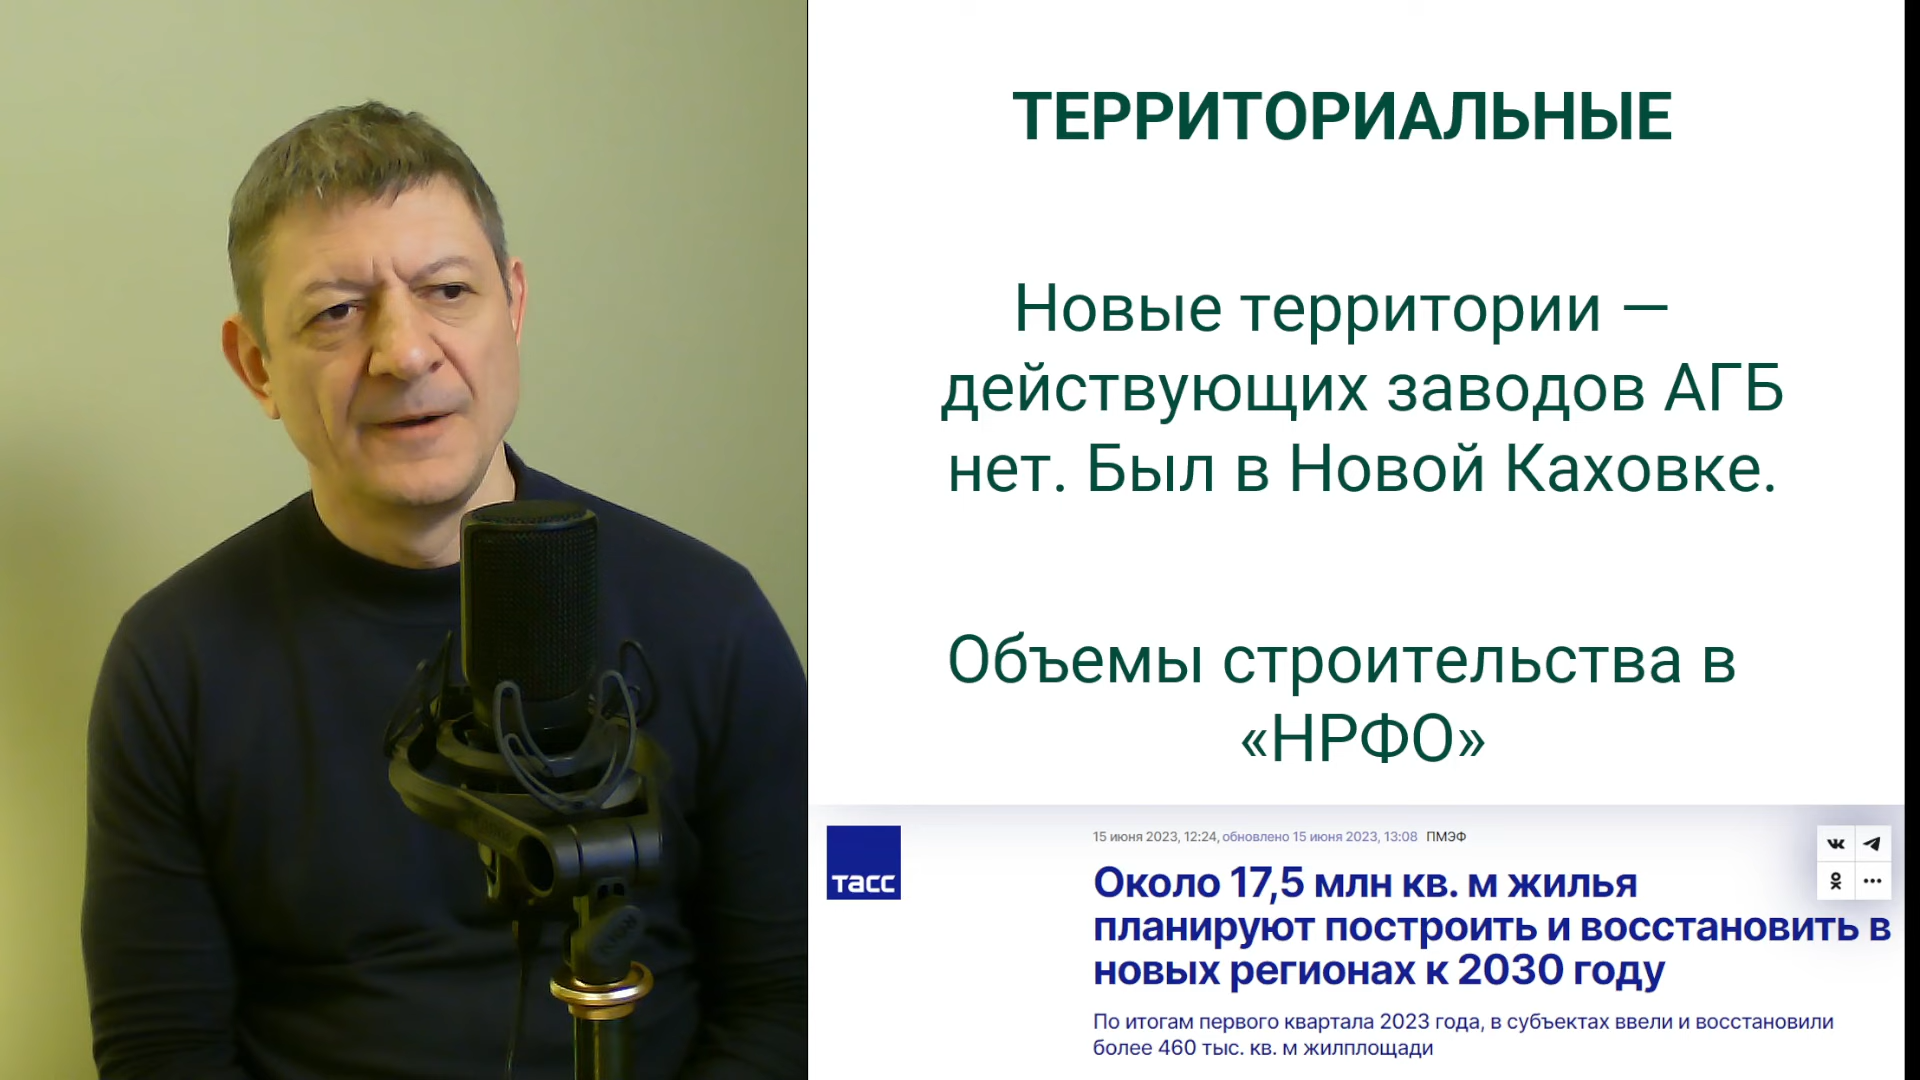 ТЕРРИТОРИАЛЬНЫЕ
Новые территории —
действующих заводов АГБ
нет. Был в Новой Каховке.
Объемы строительства в
«НРФО»
15 июня 2023, 12:24, обновлено 15 июня 2023, 13:08 ПМЭФ
тасс
Около 17,5 млн кв. м жилья
планируют построить и восстановить в
новых регионах к 2030 году
По итогам первого квартала 2023 года, в субъектах ввели и восстановили
более 460 тыс. кв. м жилплощади